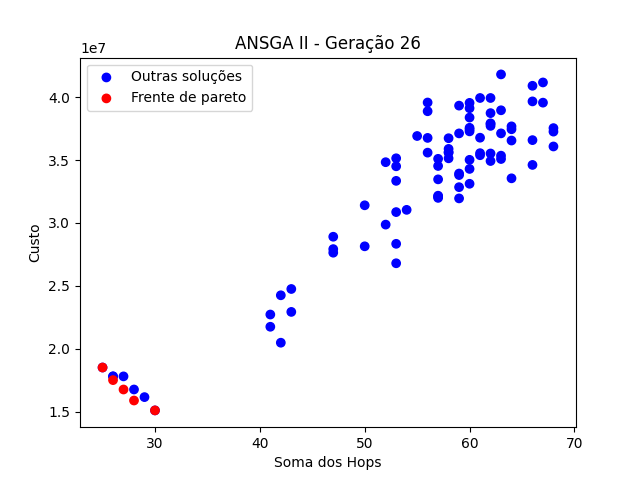 ANSGA II - Geração 26
1e7
Outras soluções
Frente de pareto
4.0
3.5
3.0
2.5
2.0
1.5
Custo
30 40 50 60 70
Soma dos Hops